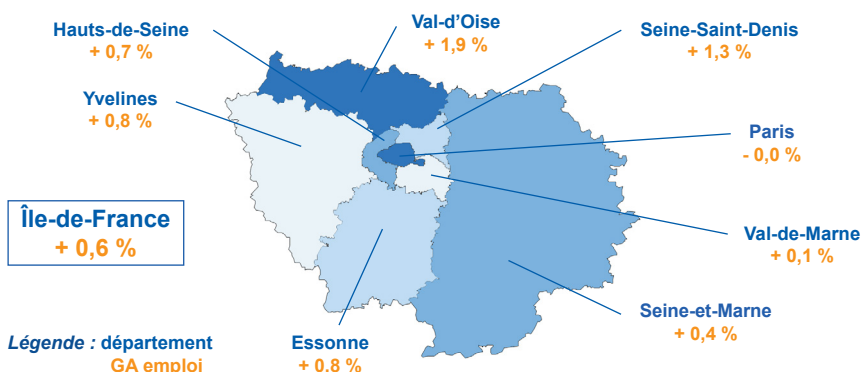 Hauts-de-Seine
+ 0,7 %
Val-d'Oise
+ 1,9 %
Seine-Saint-Denis
+ 1,3 %
Yvelines
+ 0,8 %
Paris
- 0,0 %
Île-de-France
+ 0,6 %
Val-de-Marne
+ 0,1 %
Seine-et-Marne
+ 0,4 %
Essonne
+ 0,8 %
Légende : département
GA emploi